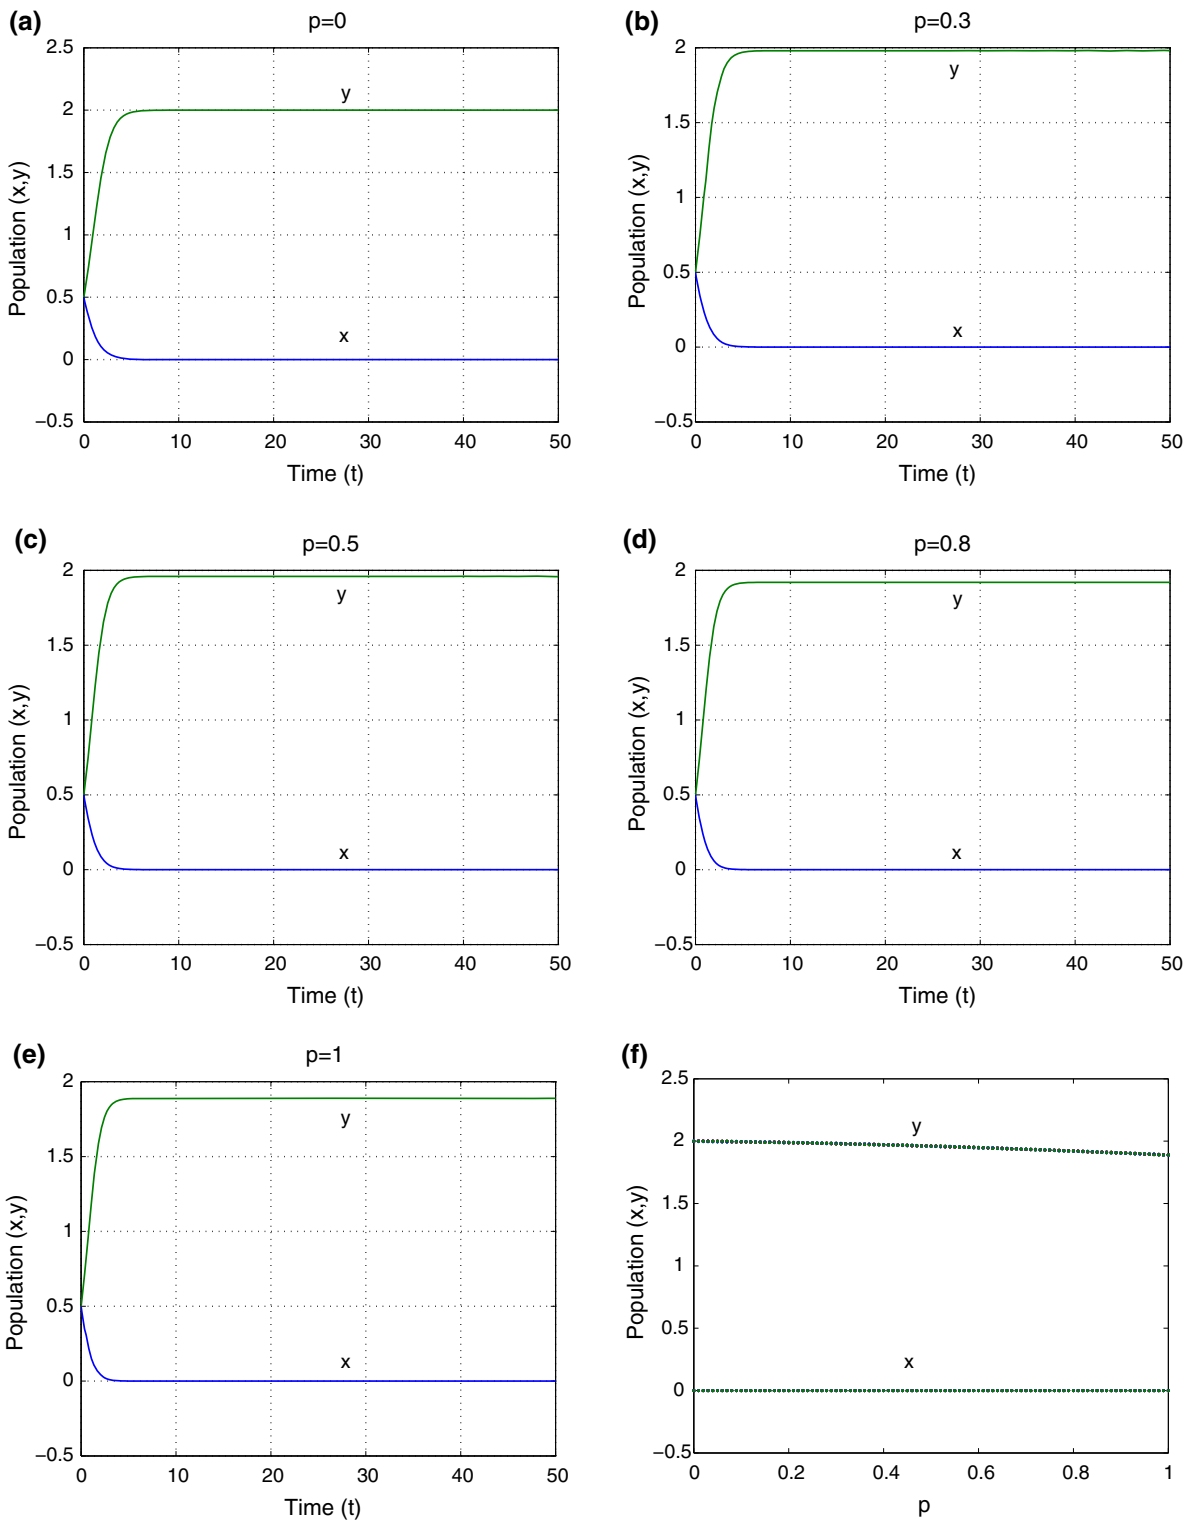 (a)
p=0
2.5
2
1.5
1
0.5
0
−0.5
y
x
0 10 20 30 40 50
Time (t)
Population (x,y)
(b)
p=0.3
2
1.5
1
0.5
0
−0.5
y
x
0 10 20 30 40 50
Time (t)
Population (x,y)
(c)
p=0.5
2
1.5
1
0.5
0
−0.5
y
x
0 10 20 30 40 50
Time (t)
Population (x,y)
(d)
p=0.8
2
1.5
1
0.5
0
−0.5
y
x
0 10 20 30 40 50
Time (t)
Population (x,y)
(e)
p=1
2
1.5
1
0.5
0
−0.5
y
x
0 10 20 30 40 50
Time (t)
Population (x,y)
(f)
2.5
2
1.5
1
0.5
0
−0.5
y
x
0 0.2 0.4 0.6 0.8 1
p
Population (x,y)